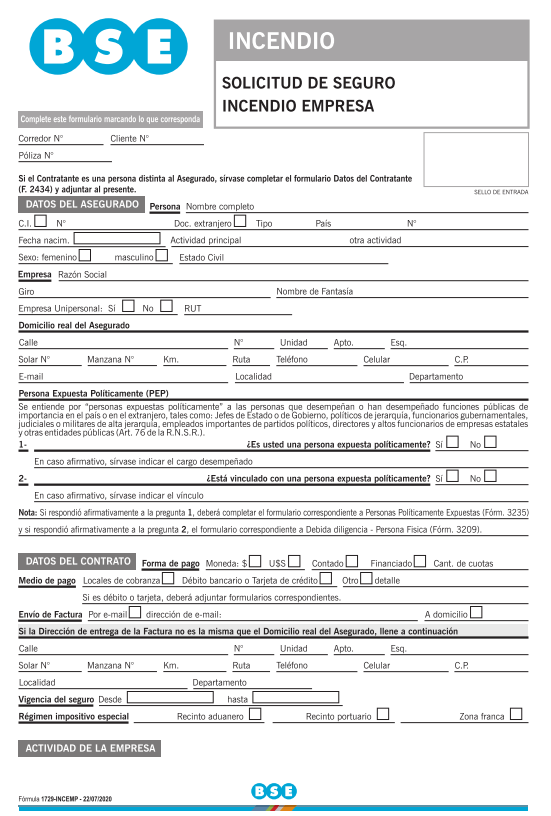 BSE
INCENDIO
SOLICITUD DE SEGURO
INCENDIO EMPRESA
Complete este formulario marcando lo que corresponda
Corredor N° Cliente N°
Póliza N°
SELLO DE ENTRADA
Si el Contratante es una persona distinta al Asegurado, sírvase completar el formulario Datos del Contratante
(F. 2434) y adjuntar al presente.
DATOS DEL ASEGURADO Persona Nombre completo
C.I. N° Doc. extranjero Tipo País N°
Fecha nacim. Actividad principal otra actividad
Sexo: femenino masculino Estado Civil
Empresa Razón Social
Giro Nombre de Fantasía
Empresa Unipersonal: Sí No RUT
Domicilio real del Asegurado
Calle N° Unidad Apto. Esq.
Solar N° Manzana N° Km. Ruta Teléfono Celular C.P.
E-mail Localidad Departamento
Persona Expuesta Políticamente (PEP)
Se entiende por “personas expuestas políticamente” a las personas que desempeñan o han desempeñado funciones públicas de
importancia en el país o en el extranjero, tales como: Jefes de Estado o de Gobierno, políticos de jerarquía, funcionarios gubernamentales,
judiciales o militares de alta jerarquía, empleados importantes de partidos políticos, directores y altos funcionarios de empresas estatales
y otras entidades públicas (Art. 76 de la R.N.S.R.).
1- ¿Es usted una persona expuesta políticamente? Sí No
En caso afirmativo, sírvase indicar el cargo desempeñado
2- ¿Está vinculado con una persona expuesta políticamente? Sí No
En caso afirmativo, sírvase indicar el vínculo
Nota: Si respondió afirmativamente a la pregunta 1, deberá completar el formulario correspondiente a Personas Políticamente Expuestas (Fórm. 3235)
y si respondió afirmativamente a la pregunta 2, el formulario correspondiente a Debida diligencia - Persona Fisica (Fórm. 3209).
DATOS DEL CONTRATO Forma de pago Moneda: $ U$S Contado Financiado Cant. de cuotas
Medio de pago Locales de cobranza Débito bancario o Tarjeta de crédito Otro detalle
Si es débito o tarjeta, deberá adjuntar formularios correspondientes.
Envío de Factura Por e-mail dirección de e-mail: A domicilio
Si la Dirección de entrega de la Factura no es la misma que el Domicilio real del Asegurado, llene a continuación
Calle N° Unidad Apto. Esq.
Solar N° Manzana N° Km. Ruta Teléfono Celular C.P.
Localidad Departamento
Vigencia del seguro Desde hasta
Régimen impositivo especial Recinto aduanero Recinto portuario Zona franca
ACTIVIDAD DE LA EMPRESA
BSE
Fórmula 1729-INCEMP - 22/07/2020